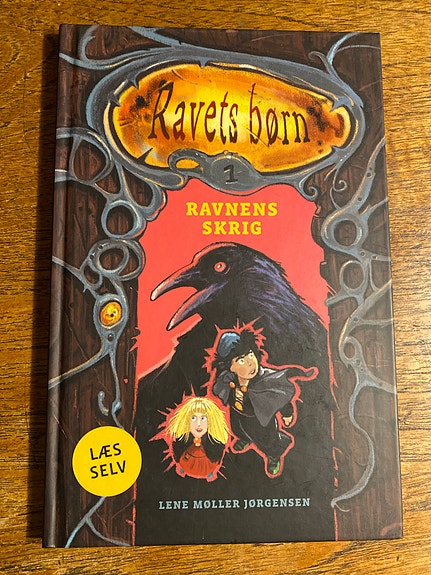 Ravets børn
1
RAVNENS
SKRIG
LÆS
SELV
LENE MØLLER JØRGENSEN